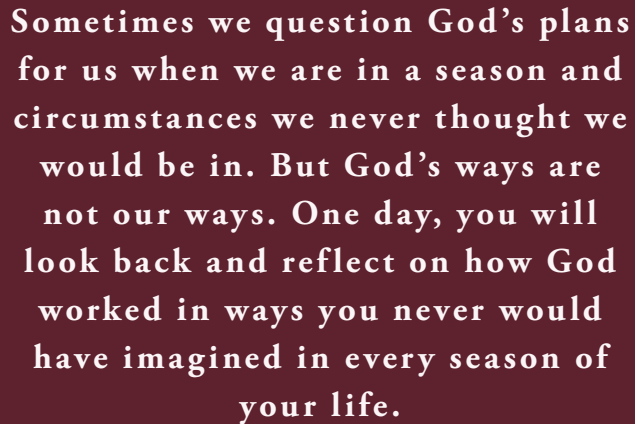 Sometimes we question God's plans
for us when we are in a season and
circumstances we never thought we
would be in. But God's ways are
not our ways. One day, you will
look back and reflect on how God
worked in ways you never would
have imagined in every season of
your life.